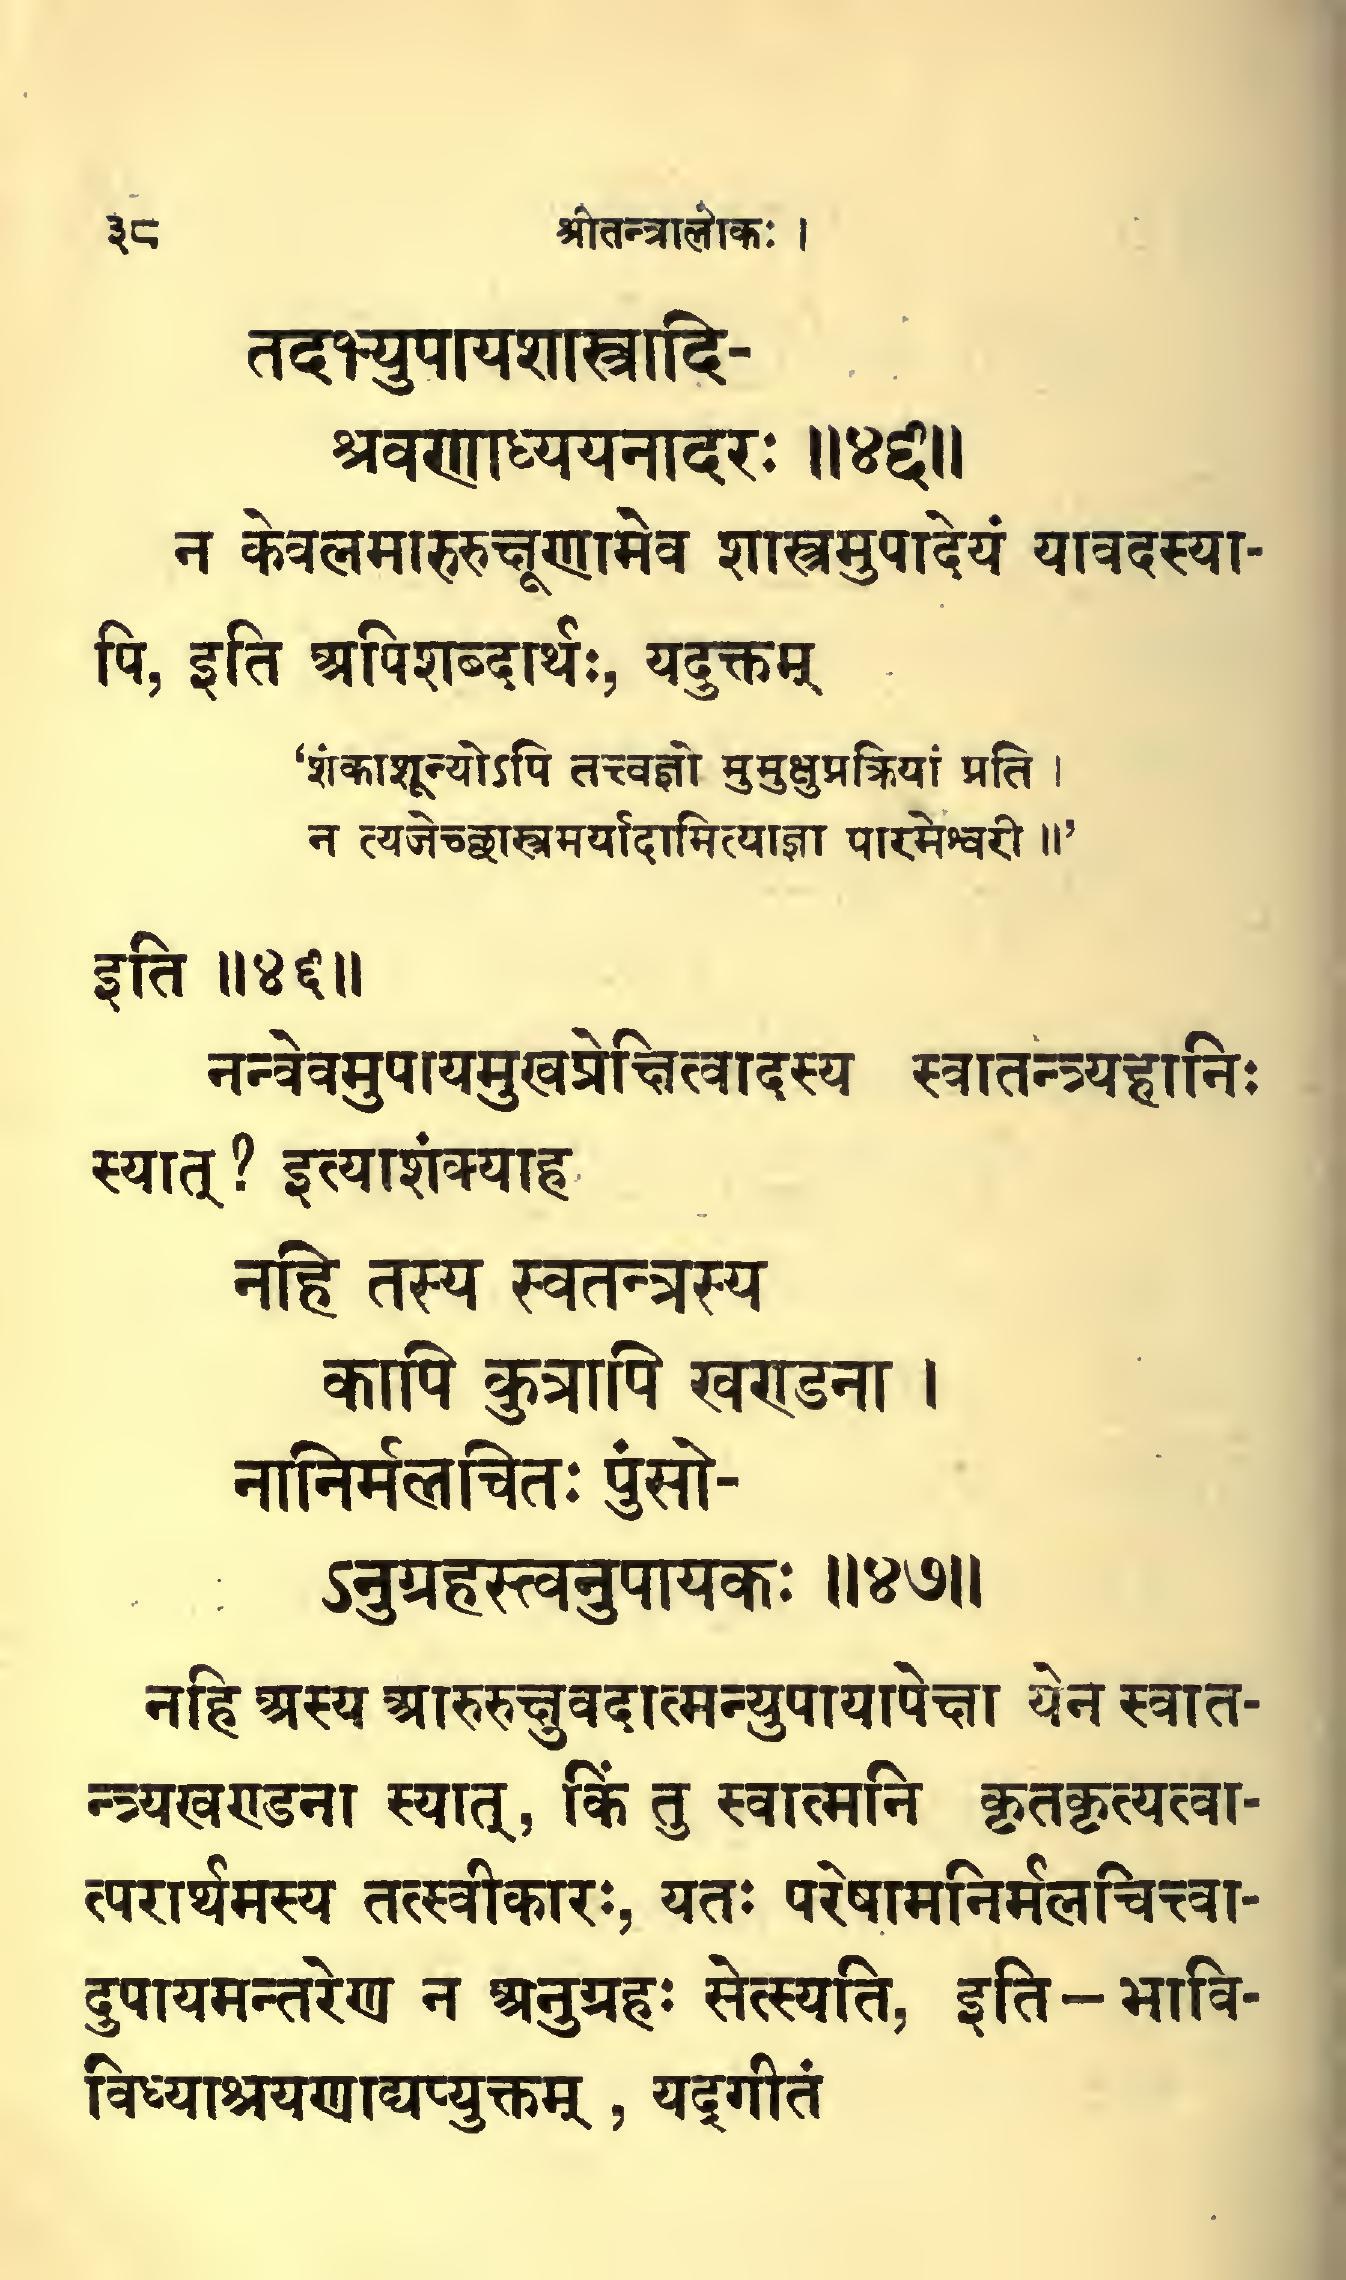 ३८
श्रीतन्त्रालोकः ।
तदभ्युपायशास्त्रादि-
श्रवणाध्ययनादरः ॥४६॥
न केवलमारुरुक्षूणामेव शास्त्रमुपादेयं यावदस्या-
पि, इति अपिशब्दार्थः, यदुक्तम्
‘शंकाशून्योऽपि तत्त्वज्ञो मुमुक्षुप्रक्रियां प्रति ।
न त्यजेच्छास्त्रमर्यादामित्याज्ञा पारमेश्वरी ॥’
इति ॥४६॥
नन्वेवमुपायमुखप्रेक्षित्वादस्य स्वातन्त्र्यहानिः
स्यात्? इत्याशंक्याह
नहि तस्य स्वतन्त्रस्य
कापि कुत्रापि खण्डना ।
नानिर्मलचितः पुंसो-
ऽनुग्रहस्त्वनुपायकः ॥४७॥
नहि अस्य आरुरुक्षुवदात्मन्युपायापेक्षा येन स्वात-
न्त्र्यखण्डना स्यात्, किं तु स्वात्मनि कृतकृत्यत्वा-
त्परार्थमस्य तत्स्वीकारः, यतः परेषामनिर्मलचित्त्वा-
दुपायमन्तरेण न अनुग्रहः सेत्स्यति, इति – भावि-
विध्याश्रयणाद्यप्युक्तम् , यद्गीतं